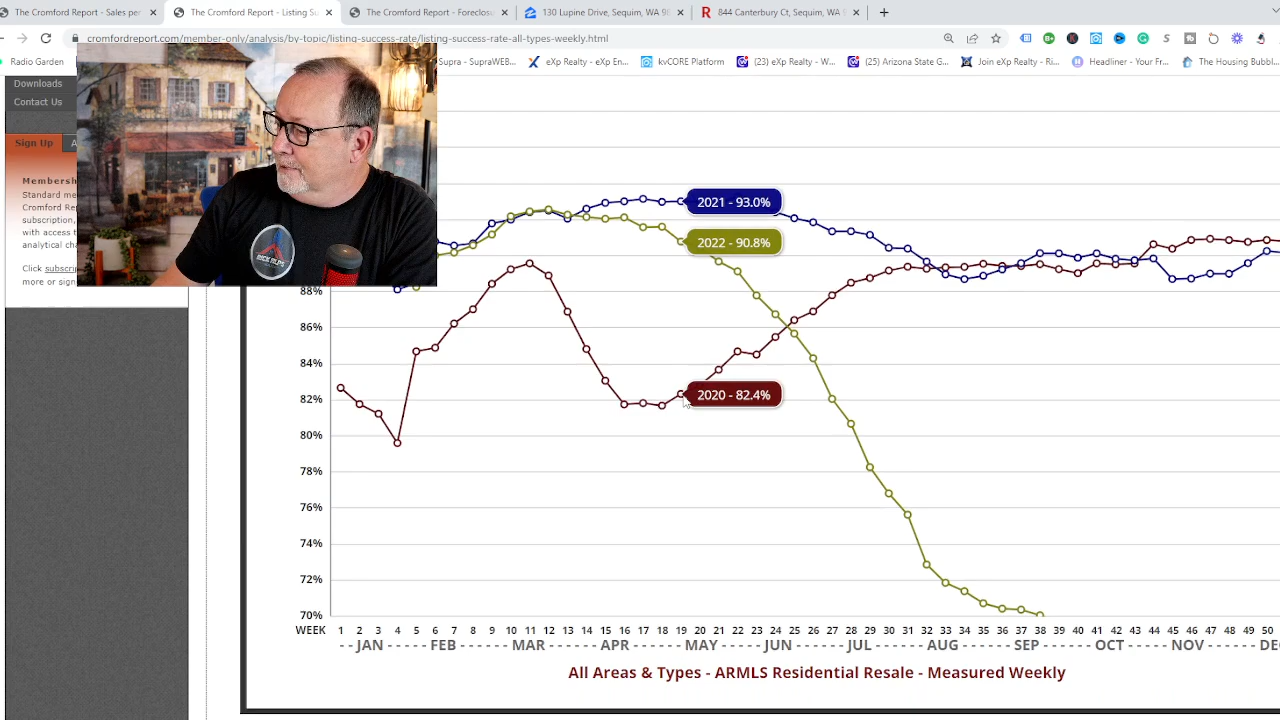 The Cromford Report - Sales per
The Cromford Report - Listing Su
The Cromford Report - Foreclos
130 Lupine Drive, Sequim, WA 98
844 Canterbury Ct, Sequim, WA
cromfordreport.com/member-only/analysis/by-topic/listing-success-rate/listing-success-rate-all-types-weekly.html
Radio Garden
Supra - SupraWEB...
eXp Realty - eXp En...
kvCORE Platform
(23) eXp Realty - W...
(25) Arizona State G...
Join eXp Realty - Ri...
Headliner - Your Fr...
The Housing Bubbl
Downloads
Contact Us
Sign Up
A
Membersh
Standard me
subscription,
Cromford Rep
with access t
analytical cha
Click subscri
more or sign
2021 - 93.0%
2022 - 90.8%
2020 - 82.4%
88%
86%
84%
82%
80%
78%
76%
74%
72%
70%
WEEK 1 2 3 4 5 6 7 8 9 10 11 12 13 14 15 16 17 18 19 20 21 22 23 24 25 26 27 28 29 30 31 32 33 34 35 36 37 38 39 40 41 42 43 44 45 46 47 48 49 50
- - JAN - - - - FEB - - - - - MAR - - - - APR - - - - - MAY - - - - JUN - - - - - JUL - - - - - AUG - - - - SEP - - - - OCT - - - - NOV - - - - - DE
All Areas & Types - ARMLS Residential Resale - Measured Weekly